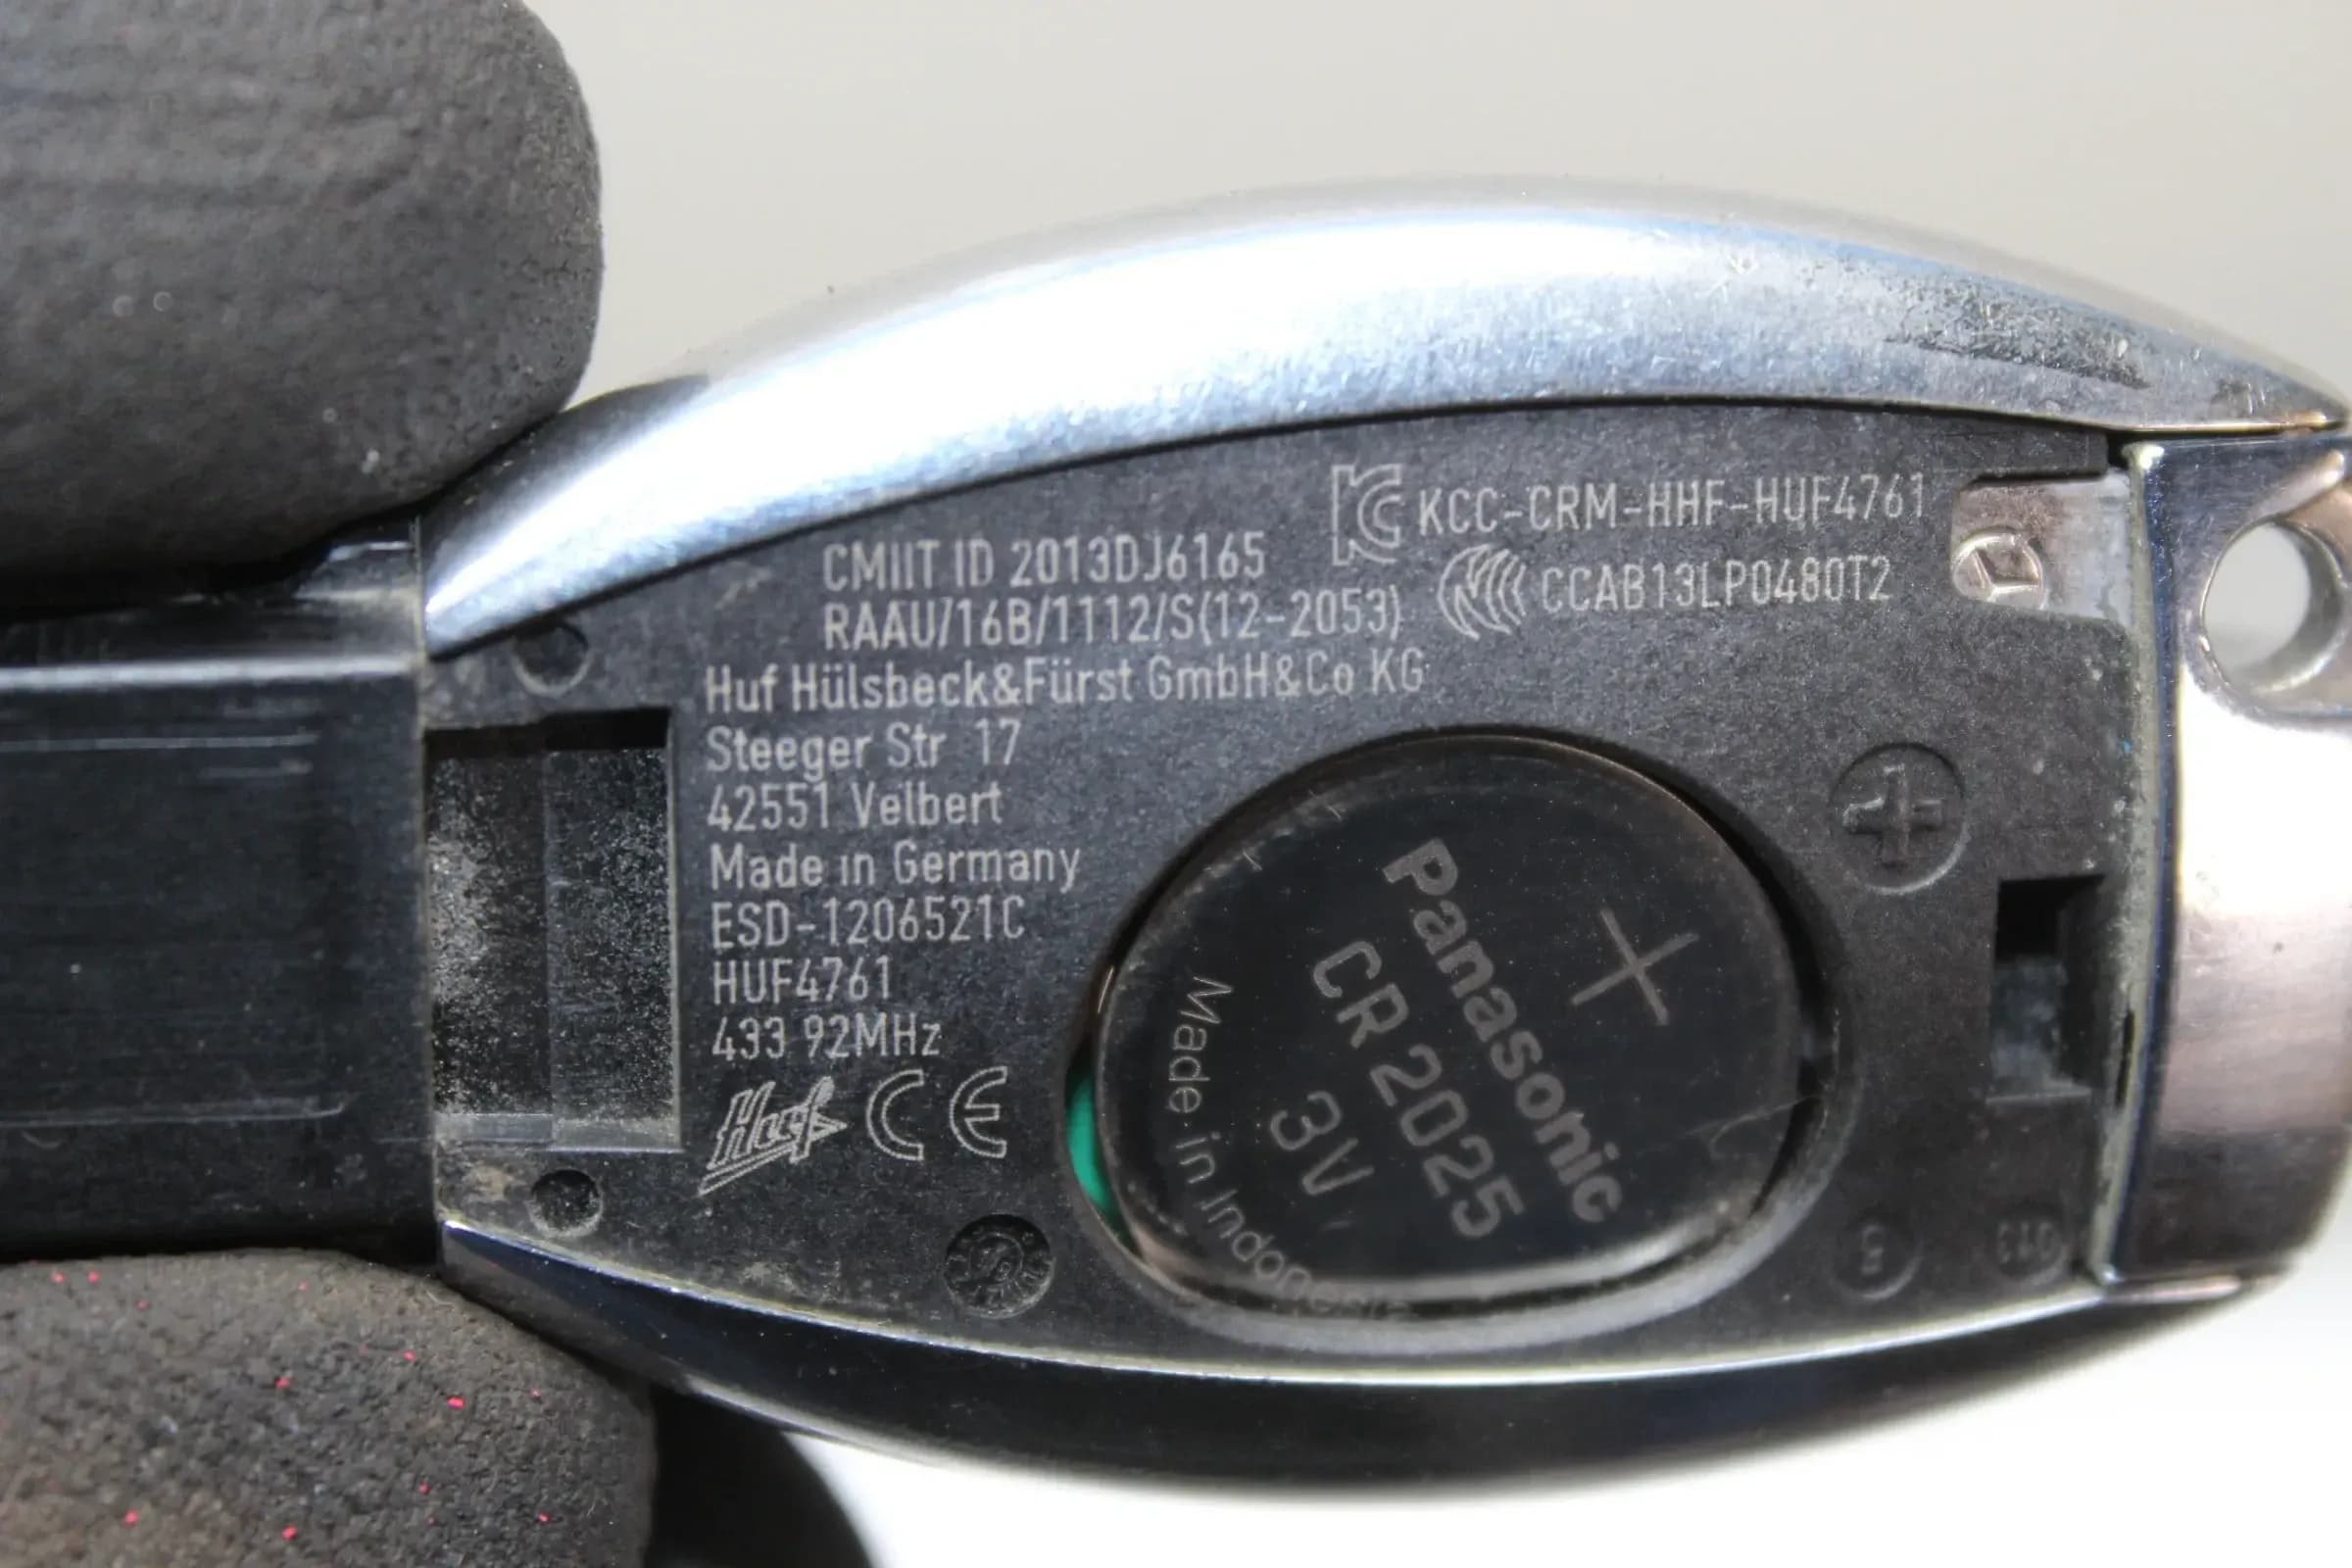 KCC-CRM-HHF-HUF4761
CMIIT ID 2013DJ6165
CCAB13LP0480T2
RAAU/16B/1112/S(12-2053)
Huf Hülsbeck&Fürst GmbH&Co KG
Steeger Str 17
42551 Velbert
Made in Germany
ESD-1206521C
HUF4761
433 92MHz
Huf CE
+
Panasonic
CR2025
3V
Made in Indonesia
+
5
013